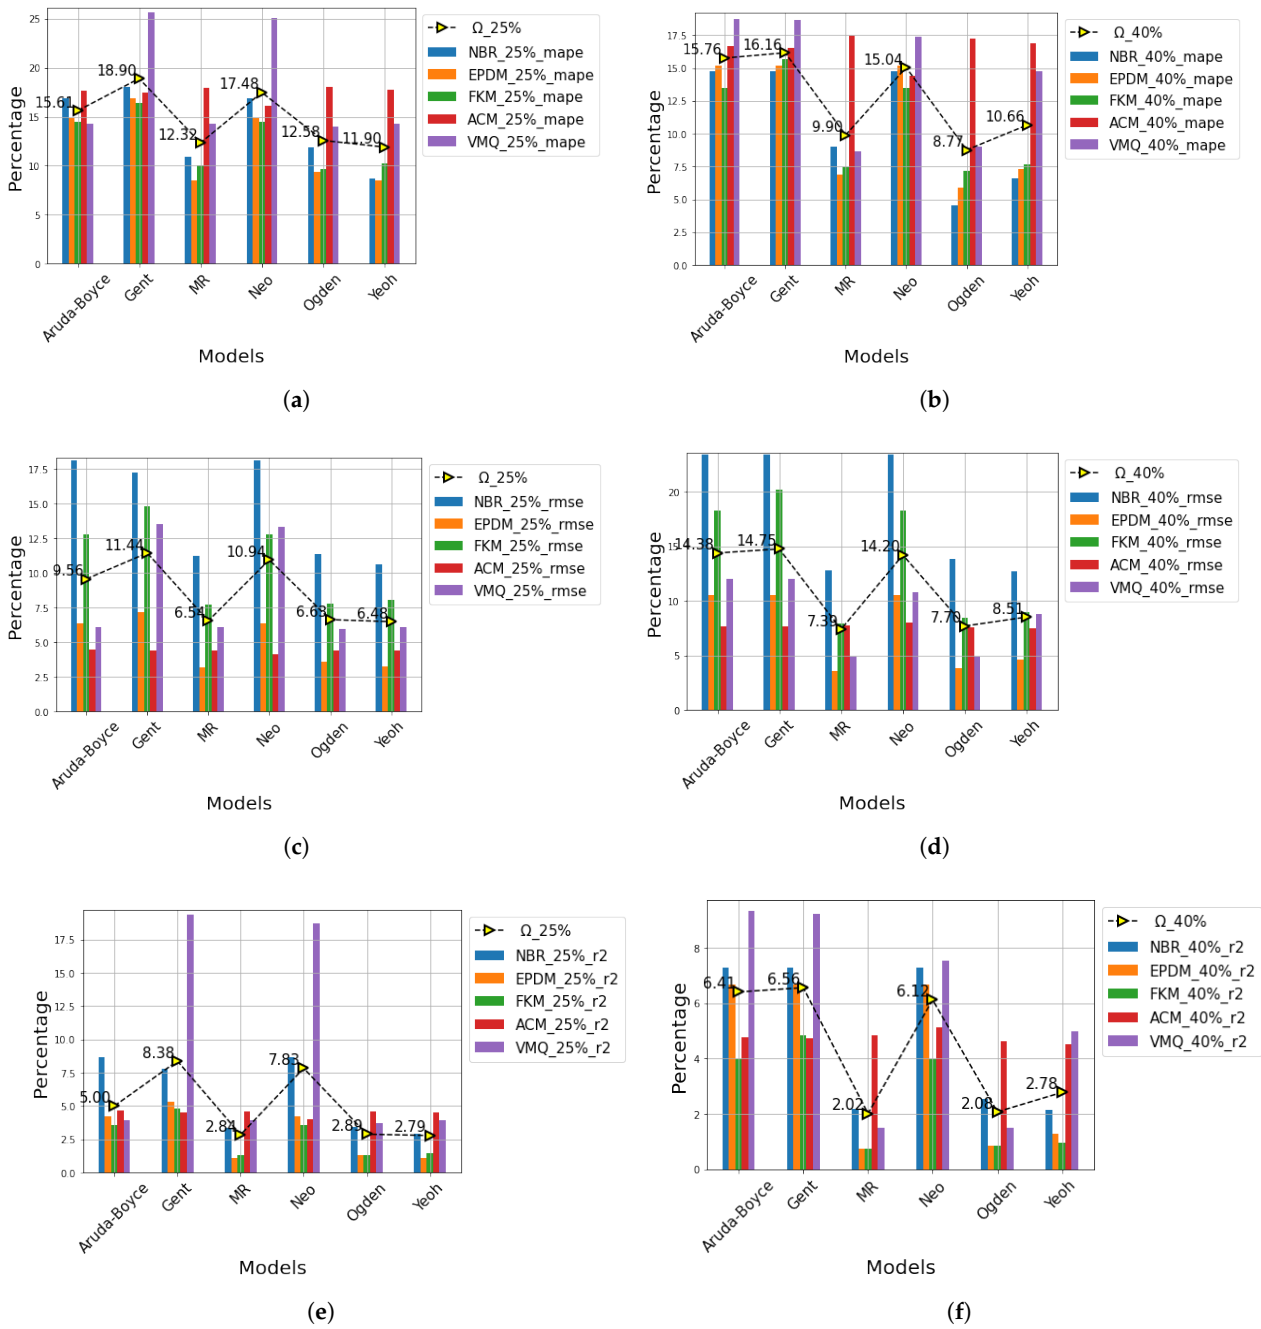 Ω_25%
NBR_25%_mape
EPDM_25%_mape
FKM_25%_mape
ACM_25%_mape
VMQ_25%_mape
25
20
15
10
5
0
Percentage
15.61
18.90
12.32
17.48
12.58
11.90
Aruda-Boyce
Gent
MR
Neo
Ogden
Yeoh
Models
(a)
Ω_40%
NBR_40%_mape
EPDM_40%_mape
FKM_40%_mape
ACM_40%_mape
VMQ_40%_mape
17.5
15.0
12.5
10.0
7.5
5.0
2.5
0.0
Percentage
15.76
16.16
9.90
15.04
8.77
10.66
Aruda-Boyce
Gent
MR
Neo
Ogden
Yeoh
Models
(b)
Ω_25%
NBR_25%_rmse
EPDM_25%_rmse
FKM_25%_rmse
ACM_25%_rmse
VMQ_25%_rmse
17.5
15.0
12.5
10.0
7.5
5.0
2.5
0.0
Percentage
9.56
11.44
6.54
10.94
6.63
6.48
Aruda-Boyce
Gent
MR
Neo
Ogden
Yeoh
Models
(c)
Ω_40%
NBR_40%_rmse
EPDM_40%_rmse
FKM_40%_rmse
ACM_40%_rmse
VMQ_40%_rmse
20
15
10
5
0
Percentage
14.38
14.75
7.39
14.20
7.70
8.51
Aruda-Boyce
Gent
MR
Neo
Ogden
Yeoh
Models
(d)
Ω_25%
NBR_25%_r2
EPDM_25%_r2
FKM_25%_r2
ACM_25%_r2
VMQ_25%_r2
17.5
15.0
12.5
10.0
7.5
5.0
2.5
0.0
Percentage
5.00
8.38
2.84
7.83
2.89
2.79
Aruda-Boyce
Gent
MR
Neo
Ogden
Yeoh
Models
(e)
Ω_40%
NBR_40%_r2
EPDM_40%_r2
FKM_40%_r2
ACM_40%_r2
VMQ_40%_r2
8
6
4
2
0
Percentage
6.41
6.56
2.02
6.12
2.08
2.78
Aruda-Boyce
Gent
MR
Neo
Ogden
Yeoh
Models
(f)